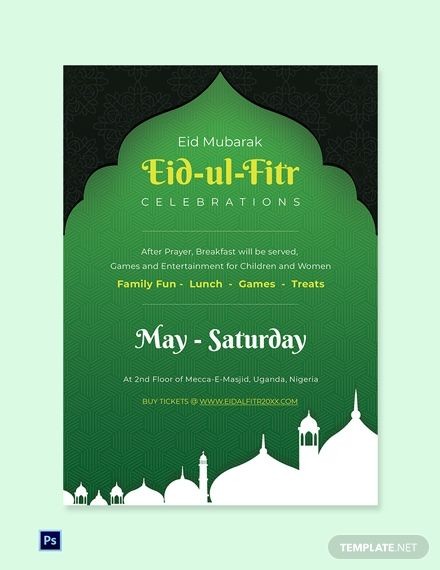 Eid Mubarak
Eid-ul-Fitr
CELEBRATIONS
After Prayer, Breakfast will be served,
Games and Entertainment for Children and Women
Family Fun - Lunch - Games - Treats
May - Saturday
At 2nd Floor of Mecca-E-Masjid, Uganda, Nigeria
BUY TICKETS @ WWW.EIDALFITR20XX.COM
Ps
TEMPLATE.NET